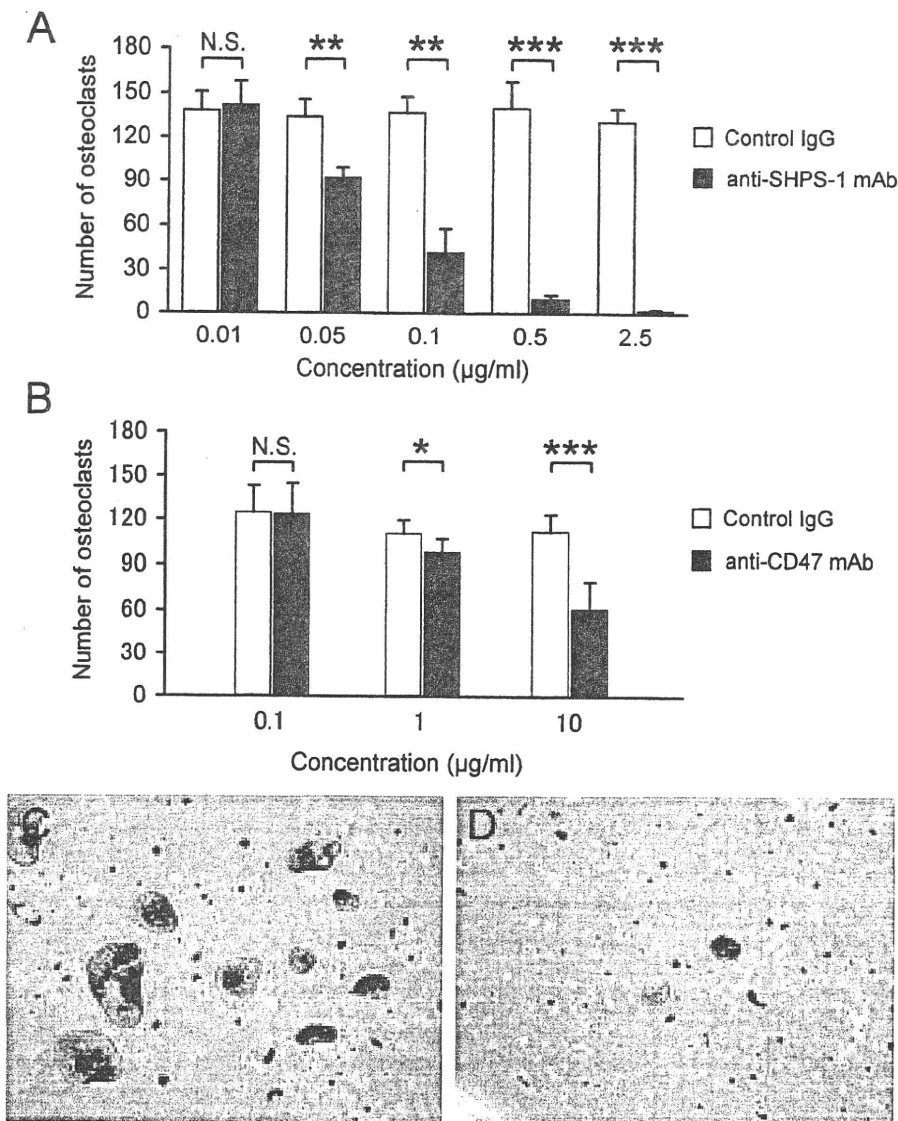 A
N.S. ** ** *** ***
180
150
120
90
60
30
0
Number of osteoclasts
Control IgG
anti-SHPS-1 mAb
0.01 0.05 0.1 0.5 2.5
Concentration (µg/ml)
B
N.S. * ***
180
150
120
90
60
30
0
Number of osteoclasts
Control IgG
anti-CD47 mAb
0.1 1 10
Concentration (µg/ml)
C D